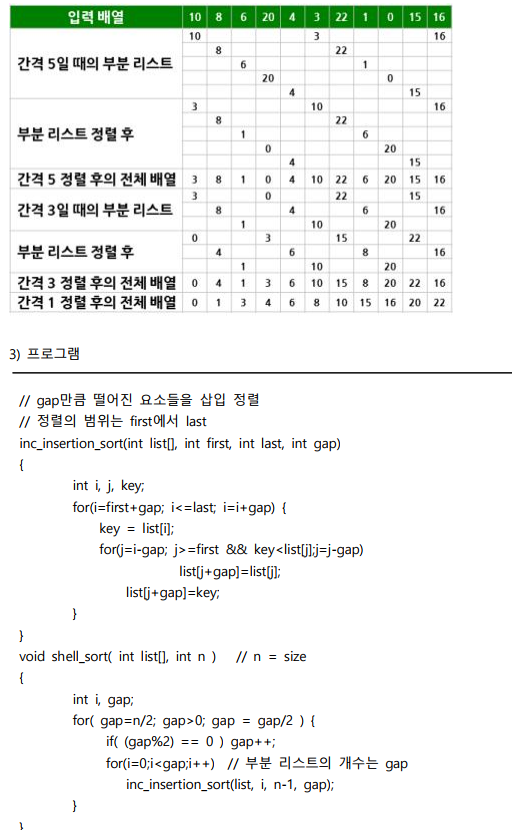 입력 배열 10 8 6 20 4 3 22 1 0 15 16
10 3 16
8 22
간격 5일 때의 부분 리스트 6 1
20 0
4 15
3 10 16
8 22
부분 리스트 정렬 후 1 6
0 20
4 15
간격 5 정렬 후의 전체 배열 3 8 1 0 4 10 22 6 20 15 16
3 0 22 15
간격 3일 때의 부분 리스트 8 4 6 16
1 10 20
0 3 15 22
부분 리스트 정렬 후 4 6 8 16
1 10 20
간격 3 정렬 후의 전체 배열 0 4 1 3 6 10 15 8 20 22 16
간격 1 정렬 후의 전체 배열 0 1 3 4 6 8 10 15 16 20 22
3) 프로그램
// gap만큼 떨어진 요소들을 삽입 정렬
// 정렬의 범위는 first에서 last
inc_insertion_sort(int list[], int first, int last, int gap)
{
int i, j, key;
for(i=first+gap; i<=last; i=i+gap) {
key = list[i];
for(j=i-gap; j>=first && key<list[j];j=j-gap)
list[j+gap]=list[j];
list[j+gap]=key;
}
}
void shell_sort( int list[], int n ) // n = size
{
int i, gap;
for( gap=n/2; gap>0; gap = gap/2 ) {
if( (gap%2) == 0 ) gap++;
for(i=0;i<gap;i++) // 부분 리스트의 개수는 gap
inc_insertion_sort(list, i, n-1, gap);
}
}